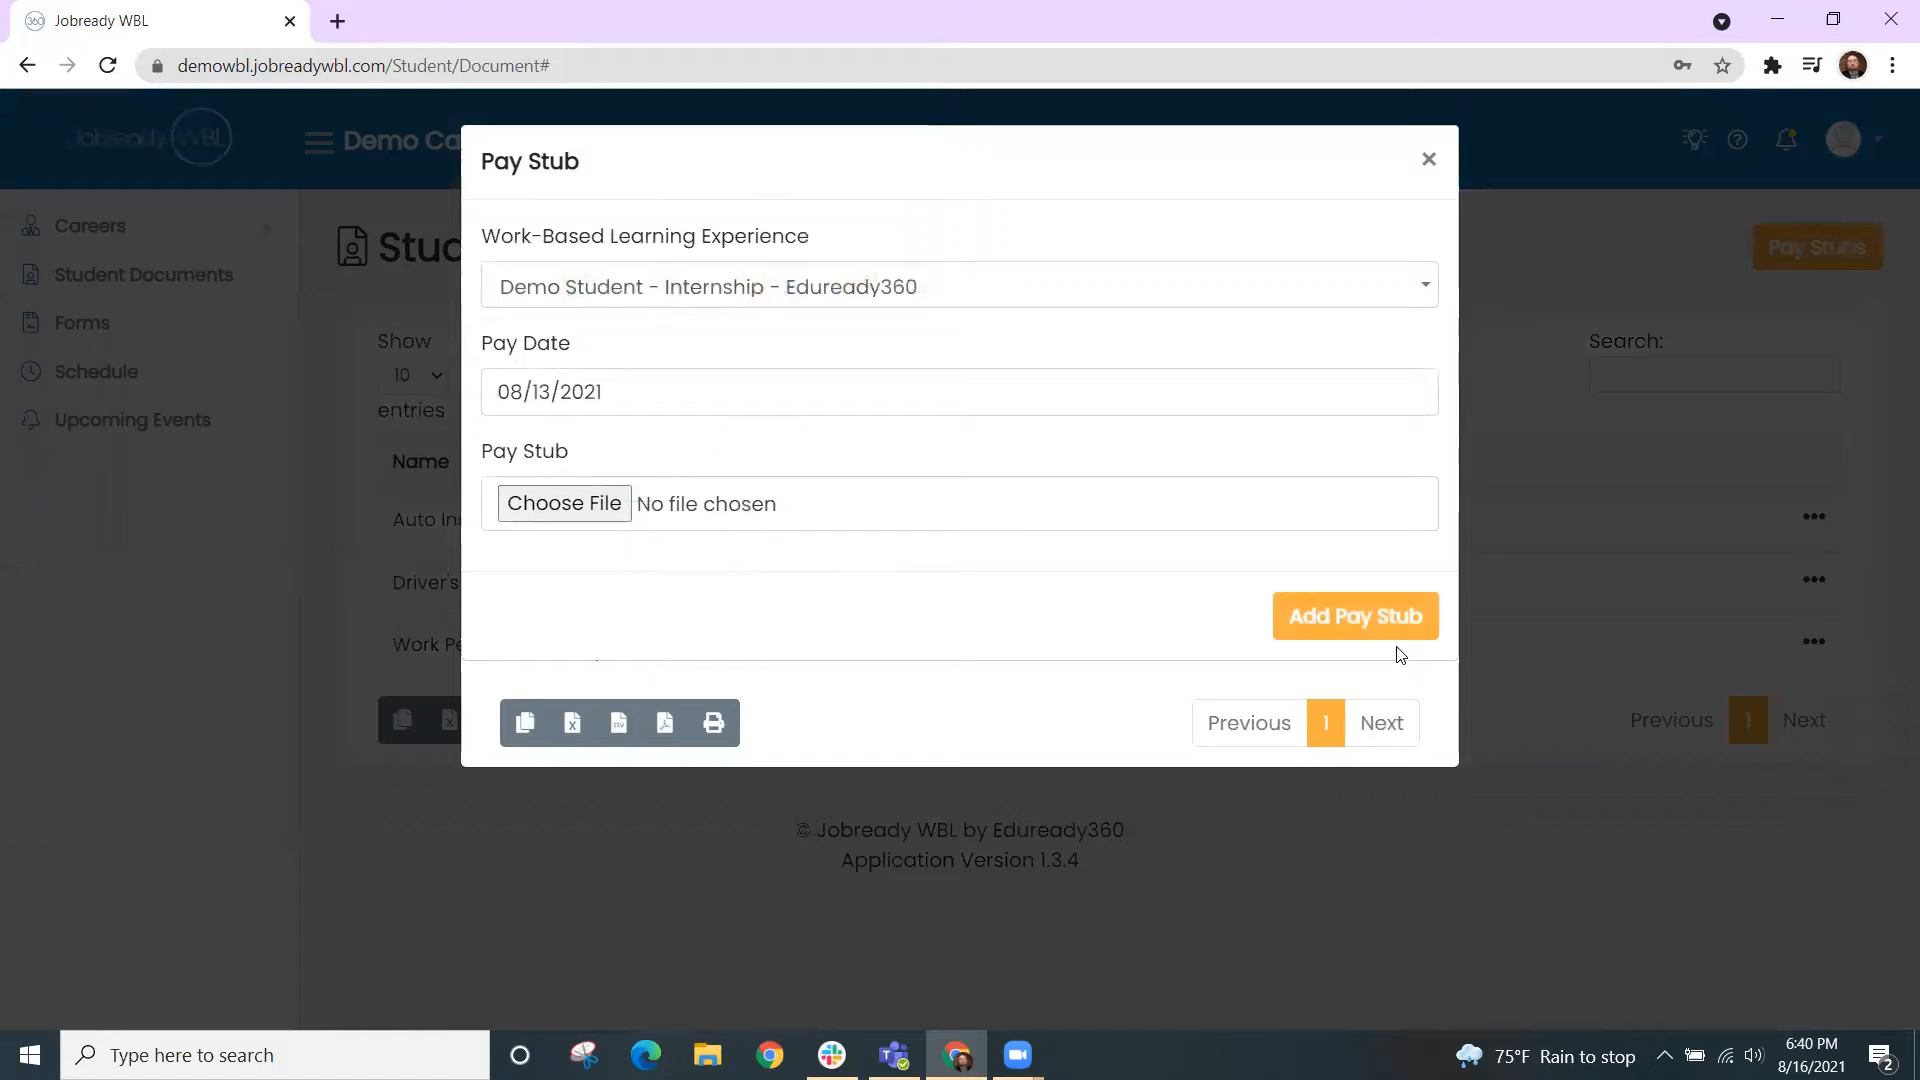 360 Jobready WBL
demowbl.jobreadywbl.com/Student/Document#
Jobready WBL
Demo Ca
Careers
Student Documents
Forms
Schedule
Upcoming Events
Stuc
Pay Stubs
Show
10
entries
Search:
Name
Auto In
Driver's
Work Pe
Previous 1 Next
Pay Stub
Work-Based Learning Experience
Demo Student - Internship - Eduready360
Pay Date
08/13/2021
Pay Stub
Choose File No file chosen
Add Pay Stub
Previous 1 Next
© Jobready WBL by Eduready360
Application Version 1.3.4
Type here to search
75°F Rain to stop
6:40 PM
8/16/2021
2